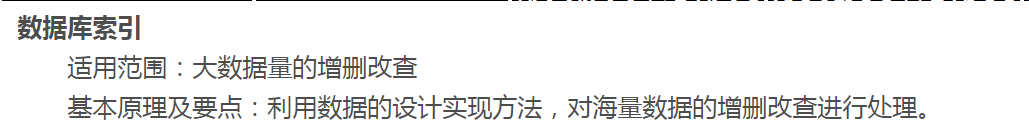 数据库索引
适用范围：大数据量的增删改查
基本原理及要点：利用数据的设计实现方法，对海量数据的增删改查进行处理。